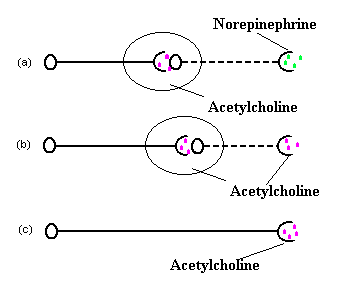 Norepinephrine
(a)
Acetylcholine
(b)
Acetylcholine
(c)
Acetylcholine